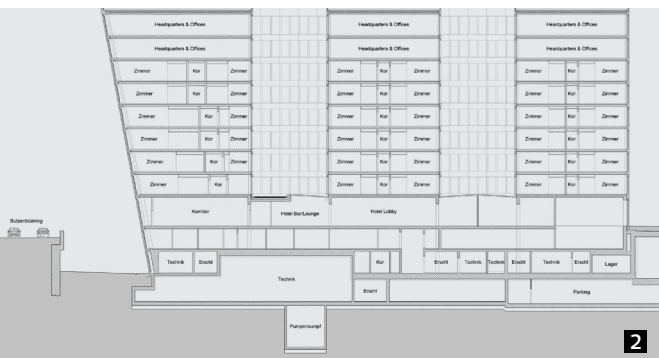 Headquarters & Offices Headquarters & Offices Headquarters & Offices
Headquarters & Offices Headquarters & Offices Headquarters & Offices
Zimmer Kor Zimmer Zimmer Kor Zimmer Zimmer Kor Zimmer
Zimmer Kor Zimmer Zimmer Kor Zimmer Zimmer Kor Zimmer
Zimmer Kor Zimmer Zimmer Kor Zimmer Zimmer Kor Zimmer
Zimmer Kor Zimmer Zimmer Kor Zimmer Zimmer Kor Zimmer
Zimmer Kor Zimmer Zimmer Kor Zimmer Zimmer Kor Zimmer
Zimmer Kor Zimmer Kor Zimmer Zimmer Kor Zimmer
Korridor Hotel Bar/Lounge Hotel Lobby
Butzenbüelring
Technik Erschl Kor Erschl Technik Technik Erschl Technik Erschl Lager
Technik
Erschl Parking
Pumpensumpf
2